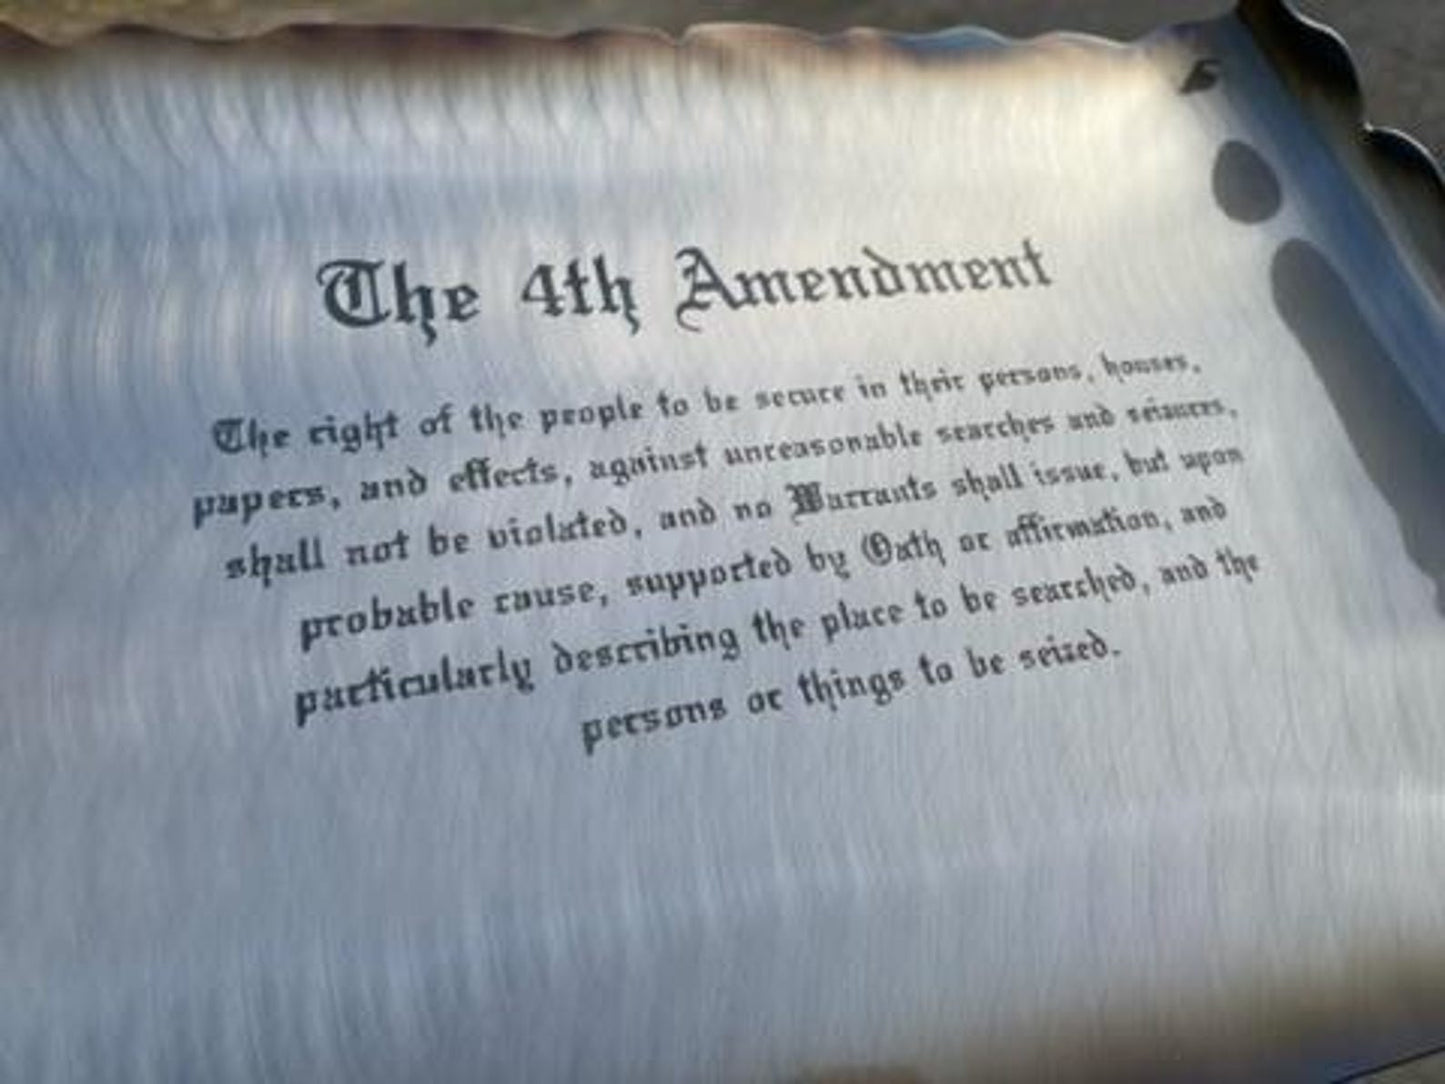 The 4th Amendment
The right of the people to be secure in their persons, houses,
papers, and effects, against unreasonable searches and seizures,
shall not be violated, and no Warrants shall issue, but upon
probable cause, supported by Oath or affirmation, and
particularly describing the place to be searched, and the
persons or things to be seized.